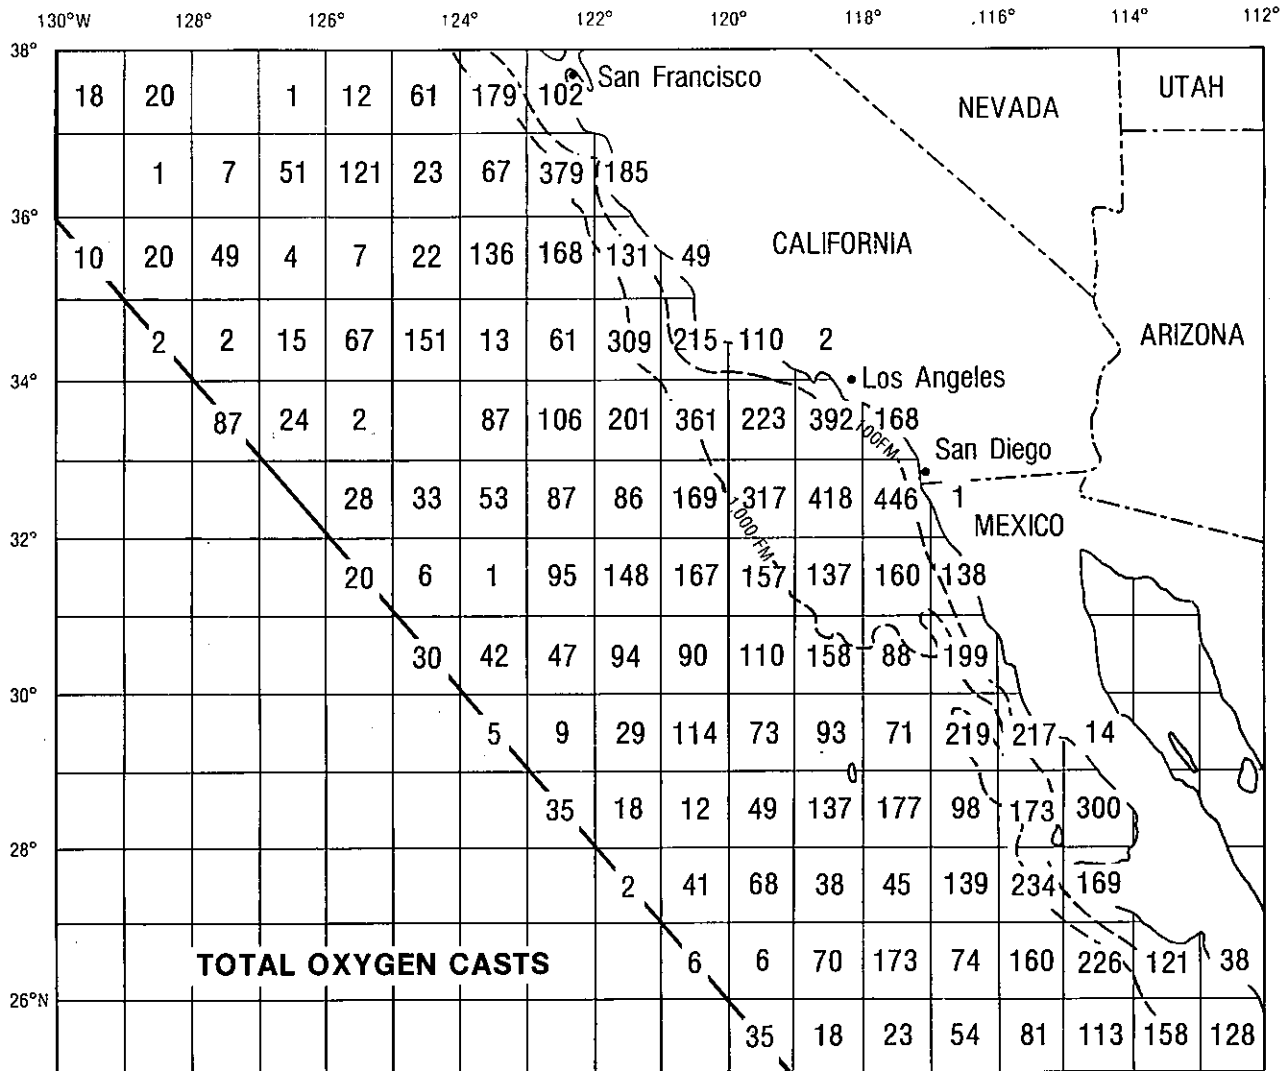 130°W 128° 126° 124° 122° 120° 118° 116° 114° 112°
38°
18 20 1 12 61 179 102 San Francisco NEVADA UTAH
1 7 51 121 23 67 379 185
36°
10 20 49 4 7 22 136 168 131 49 CALIFORNIA
2 2 15 67 151 13 61 309 215 110 2 ARIZONA
34° Los Angeles
87 24 2 87 106 201 361 223 392 168
100FM
San Diego
28 33 53 87 86 169 317 418 446 1
1,000 FM
MEXICO
32°
20 6 1 95 148 167 157 137 160 138
30 42 47 94 90 110 158 88 199
30°
5 9 29 114 73 93 71 219 217 14
35 18 12 49 137 177 98 173 300
28°
2 41 68 38 45 139 234 169
TOTAL OXYGEN CASTS 6 6 70 173 74 160 226 121 38
26°N
35 18 23 54 81 113 158 128